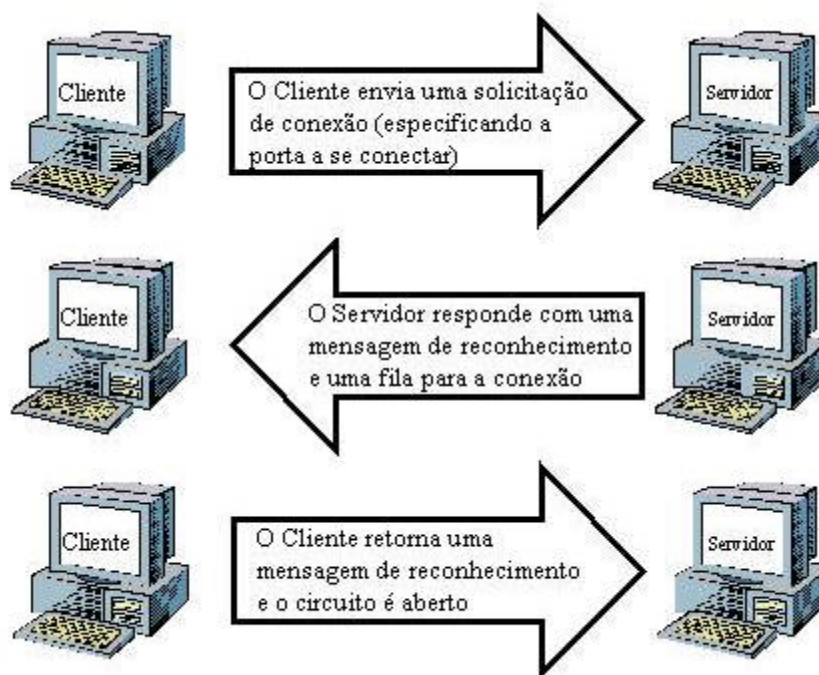 Cliente
O Cliente envia uma solicitação
de conexão (especificando a
porta a se conectar)
Servidor
Cliente
O Servidor responde com uma
mensagem de reconhecimento
e uma fila para a conexão
Servidor
Cliente
O Cliente retorna uma
mensagem de reconhecimento
e o circuito é aberto
Servidor